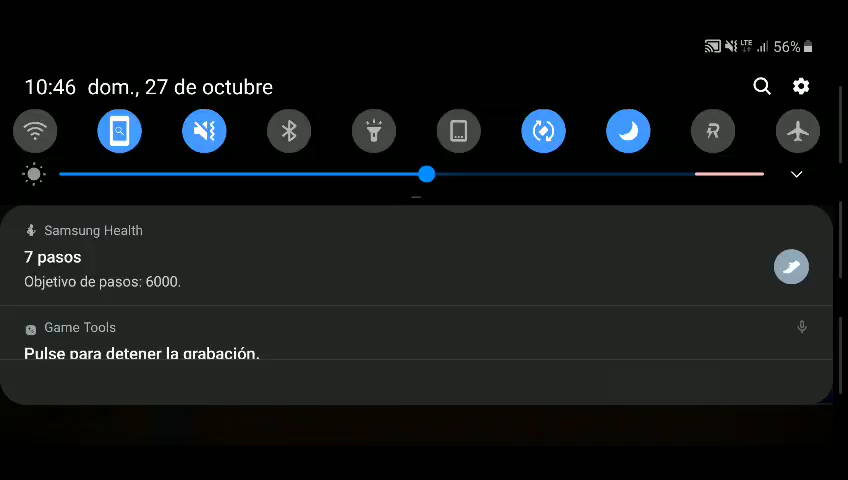 LTE 56%
10:46 dom., 27 de octubre
Samsung Health
7 pasos
Objetivo de pasos: 6000.
Game Tools
Pulse para detener la grabación.